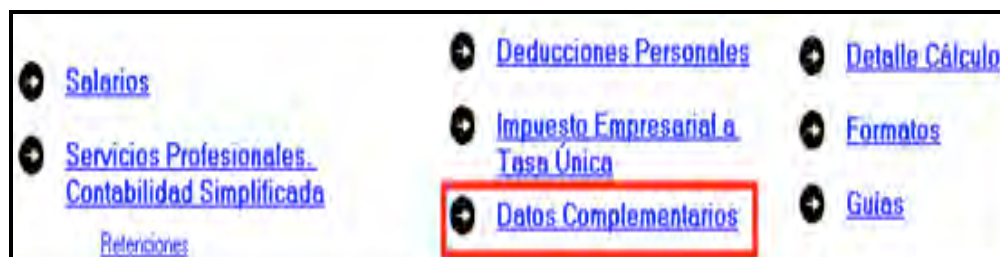 Salarios
Servicios Profesionales.
Contabilidad Simplificada
Retenciones
Deducciones Personales
Impuesto Empresarial a
Tasa Única
Datos Complementarios
Detalle Cálculo
Formatos
Guías